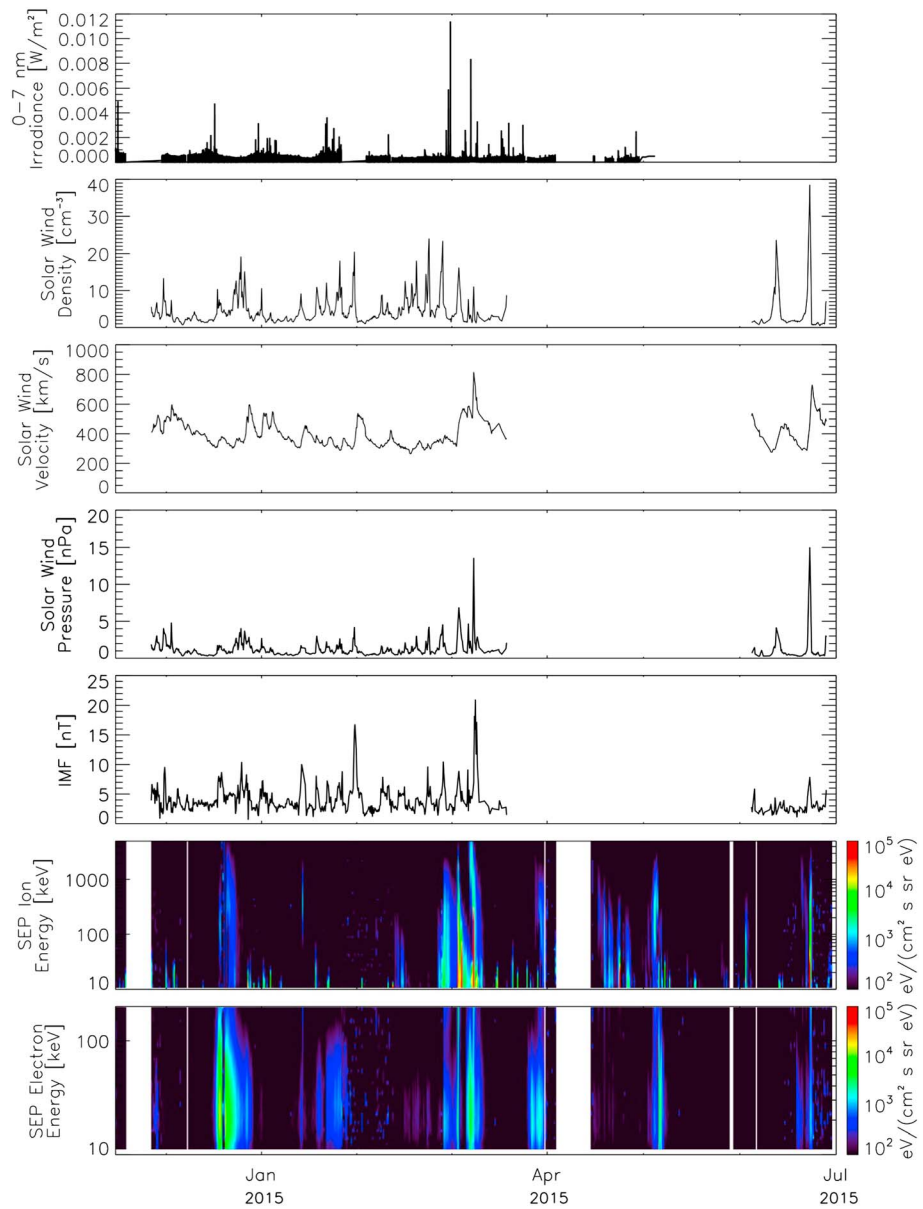 0-7 nm
Irradiance [W/m²]
0.012
0.010
0.008
0.006
0.004
0.002
0.000
Solar Wind
Density [cm⁻³]
40
30
20
10
0
Solar Wind
Velocity [km/s]
1000
800
600
400
200
0
Solar Wind
Pressure [nPa]
20
15
10
5
0
IMF [nT]
25
20
15
10
5
0
SEP Ion
Energy [keV]
1000
100
10
10⁵
10⁴
10³
10²
eV/(cm² s sr eV)
SEP Electron
Energy [keV]
100
10
10⁵
10⁴
10³
10²
eV/(cm² s sr eV)
Jan
2015
Apr
2015
Jul
2015